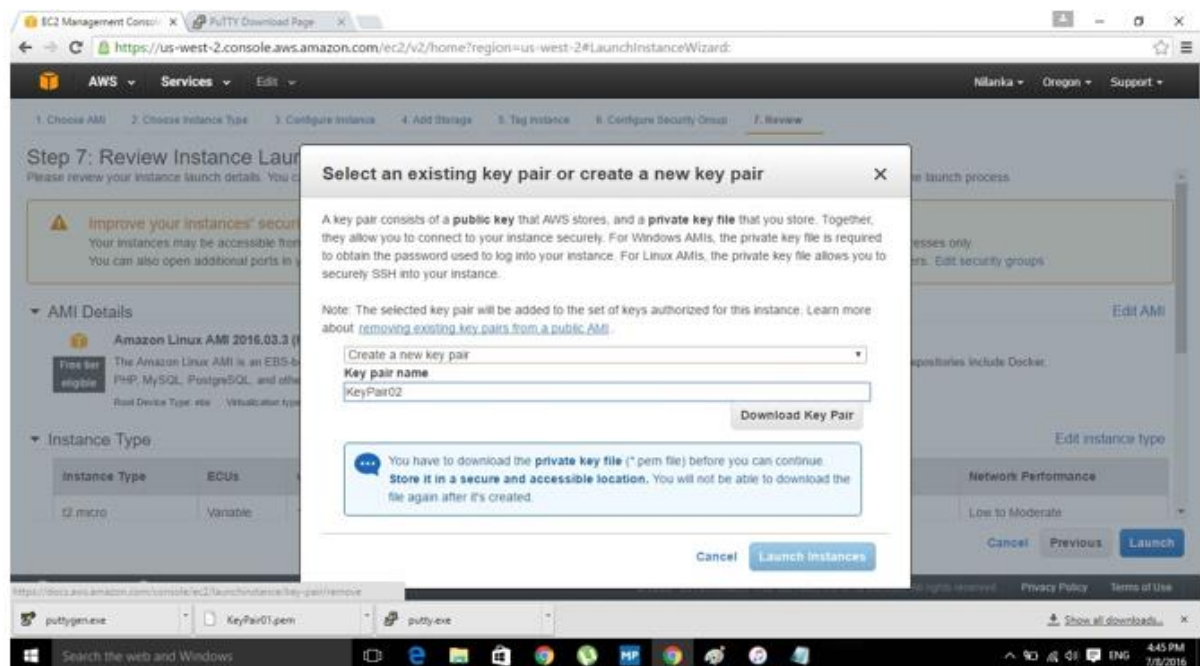 EC2 Management Consol
PuTTY Download Page
https://us-west-2.console.aws.amazon.com/ec2/v2/home?region=us-west-2#LaunchInstanceWizard:
AWS Services Edit Nilanka Oregon Support
1. Choose AMI 2. Choose Instance Type 3. Configure Instance 4. Add Storage 5. Tag Instance 6. Configure Security Group 7. Review
Step 7: Review Instance Laun
Please review your instance launch details. You c
e launch process.
Improve your instances' securi
Your instances may be accessible from
esses only.
You can also open additional ports in y
ers. Edit security groups
AMI Details
Edit AMI
Amazon Linux AMI 2016.03.3 (H
Free tier eligible
The Amazon Linux AMI is an EBS-b
epositories include Docker,
PHP, MySQL, PostgreSQL, and othe
Root Device Type: ebs Virtualization type
Instance Type
Edit instance type
Instance Type ECUs
Network Performance
t2.micro Variable
Low to Moderate
Cancel Previous Launch
Select an existing key pair or create a new key pair
A key pair consists of a public key that AWS stores, and a private key file that you store. Together,
they allow you to connect to your instance securely. For Windows AMIs, the private key file is required
to obtain the password used to log into your instance. For Linux AMIs, the private key file allows you to
securely SSH into your instance.
Note: The selected key pair will be added to the set of keys authorized for this instance. Learn more
about removing existing key pairs from a public AMI.
Create a new key pair
Key pair name
KeyPair02
Download Key Pair
You have to download the private key file (*.pem file) before you can continue.
Store it in a secure and accessible location. You will not be able to download the
file again after it's created.
Cancel Launch Instances
https://docs.aws.amazon.com/console/ec2/launchinstance/key-pair/remove
rights reserved. Privacy Policy Terms of Use
puttygen.exe KeyPair01.pem putty.exe Show all downloads...
Search the web and Windows
MP
ENG 4:45 PM
7/8/2016